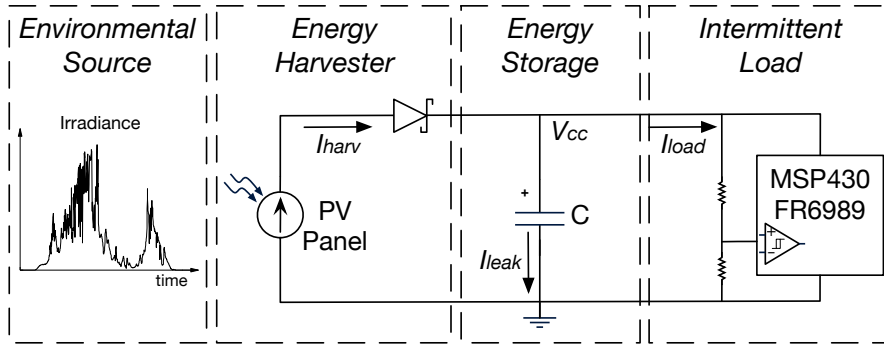 Environmental
Source
Energy
Harvester
Energy
Storage
Intermittent
Load
Irradiance
time
Iharv
PV
Panel
Vcc
+
C
Ileak
Iload
MSP430
FR6989
+
−